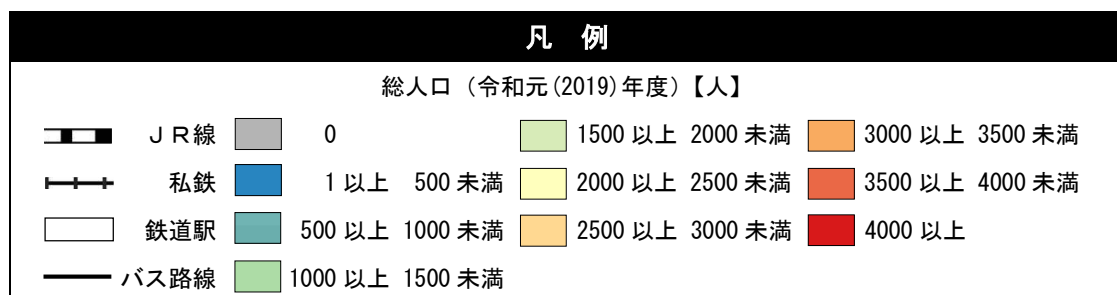 凡 例
総人口（令和元(2019)年度）【人】
ＪＲ線 0 1500 以上 2000 未満 3000 以上 3500 未満
私鉄 1 以上 500 未満 2000 以上 2500 未満 3500 以上 4000 未満
鉄道駅 500 以上 1000 未満 2500 以上 3000 未満 4000 以上
バス路線 1000 以上 1500 未満